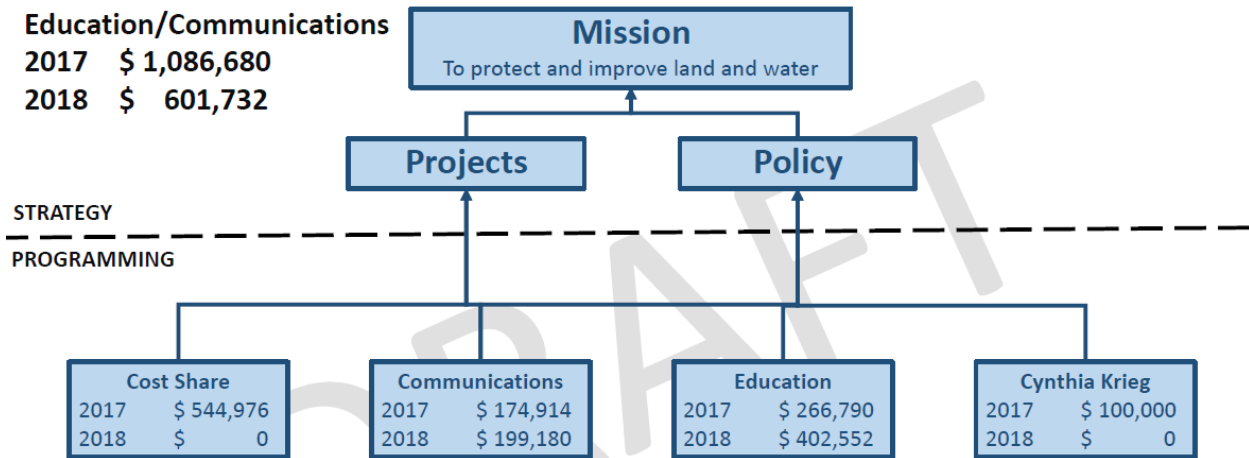 Education/Communications
2017 $ 1,086,680
2018 $ 601,732
Mission
To protect and improve land and water
Projects
Policy
STRATEGY
PROGRAMMING
DRAFT
Cost Share
2017 $ 544,976
2018 $ 0
Communications
2017 $ 174,914
2018 $ 199,180
Education
2017 $ 266,790
2018 $ 402,552
Cynthia Krieg
2017 $ 100,000
2018 $ 0